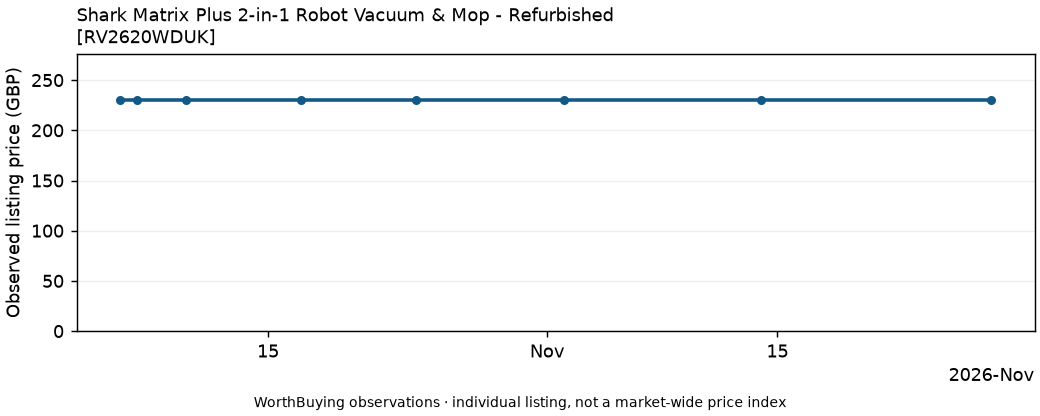 Shark Matrix Plus 2-in-1 Robot Vacuum & Mop - Refurbished
[RV2620WDUK]
Observed listing price (GBP)
250
200
150
100
50
0
15
Nov
15
2026-Nov
WorthBuying observations · individual listing, not a market-wide price index